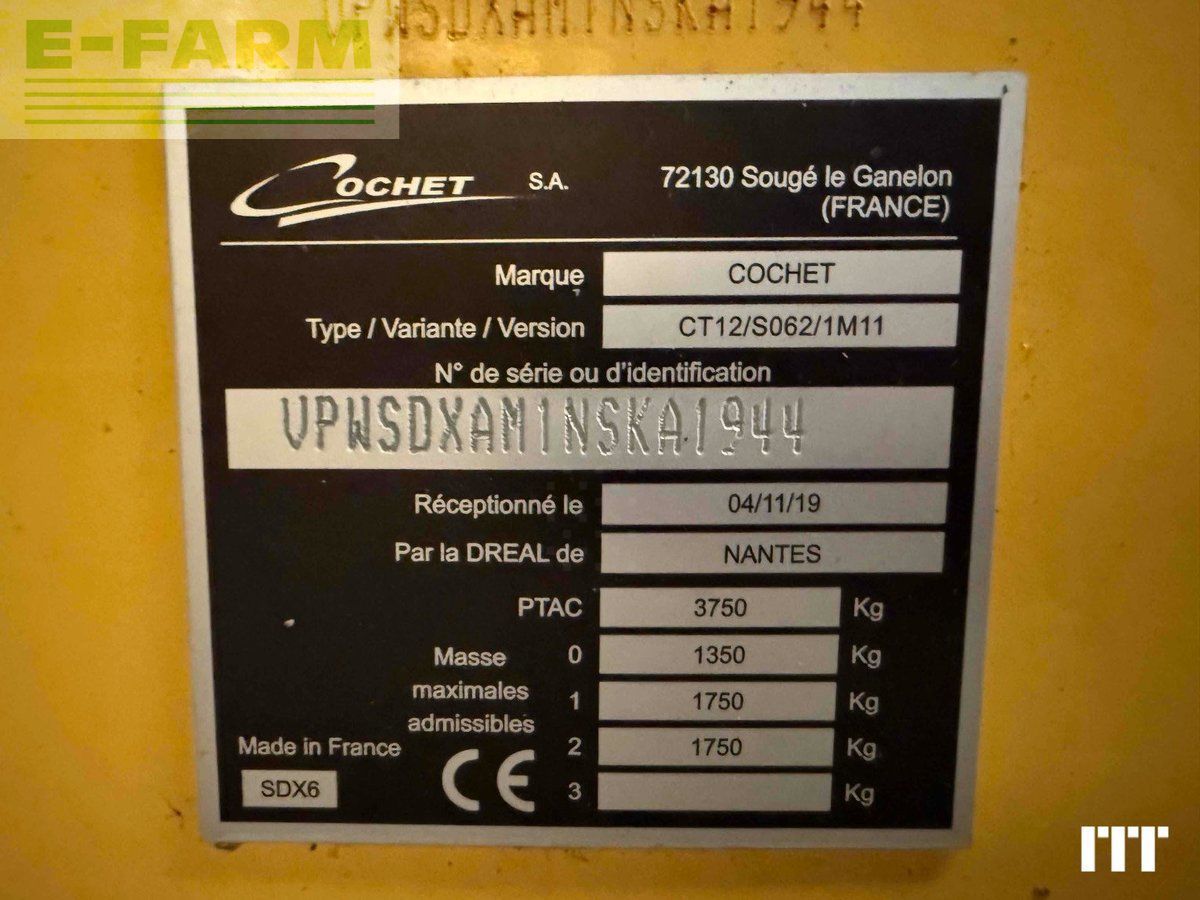 VPWSDXAM1NSKA1944
E-FARM
COCHET S.A. 72130 Sougé le Ganelon
(FRANCE)
Marque COCHET
Type / Variante / Version CT12/S062/1M11
N° de série ou d'identification
VPWSDXAM1NSKA1944
Réceptionné le 04/11/19
Par la DREAL de NANTES
PTAC 3750 Kg
Masse 0 1350 Kg
maximales
admissibles 1 1750 Kg
Made in France 2 1750 Kg
SDX6 CE 3 Kg